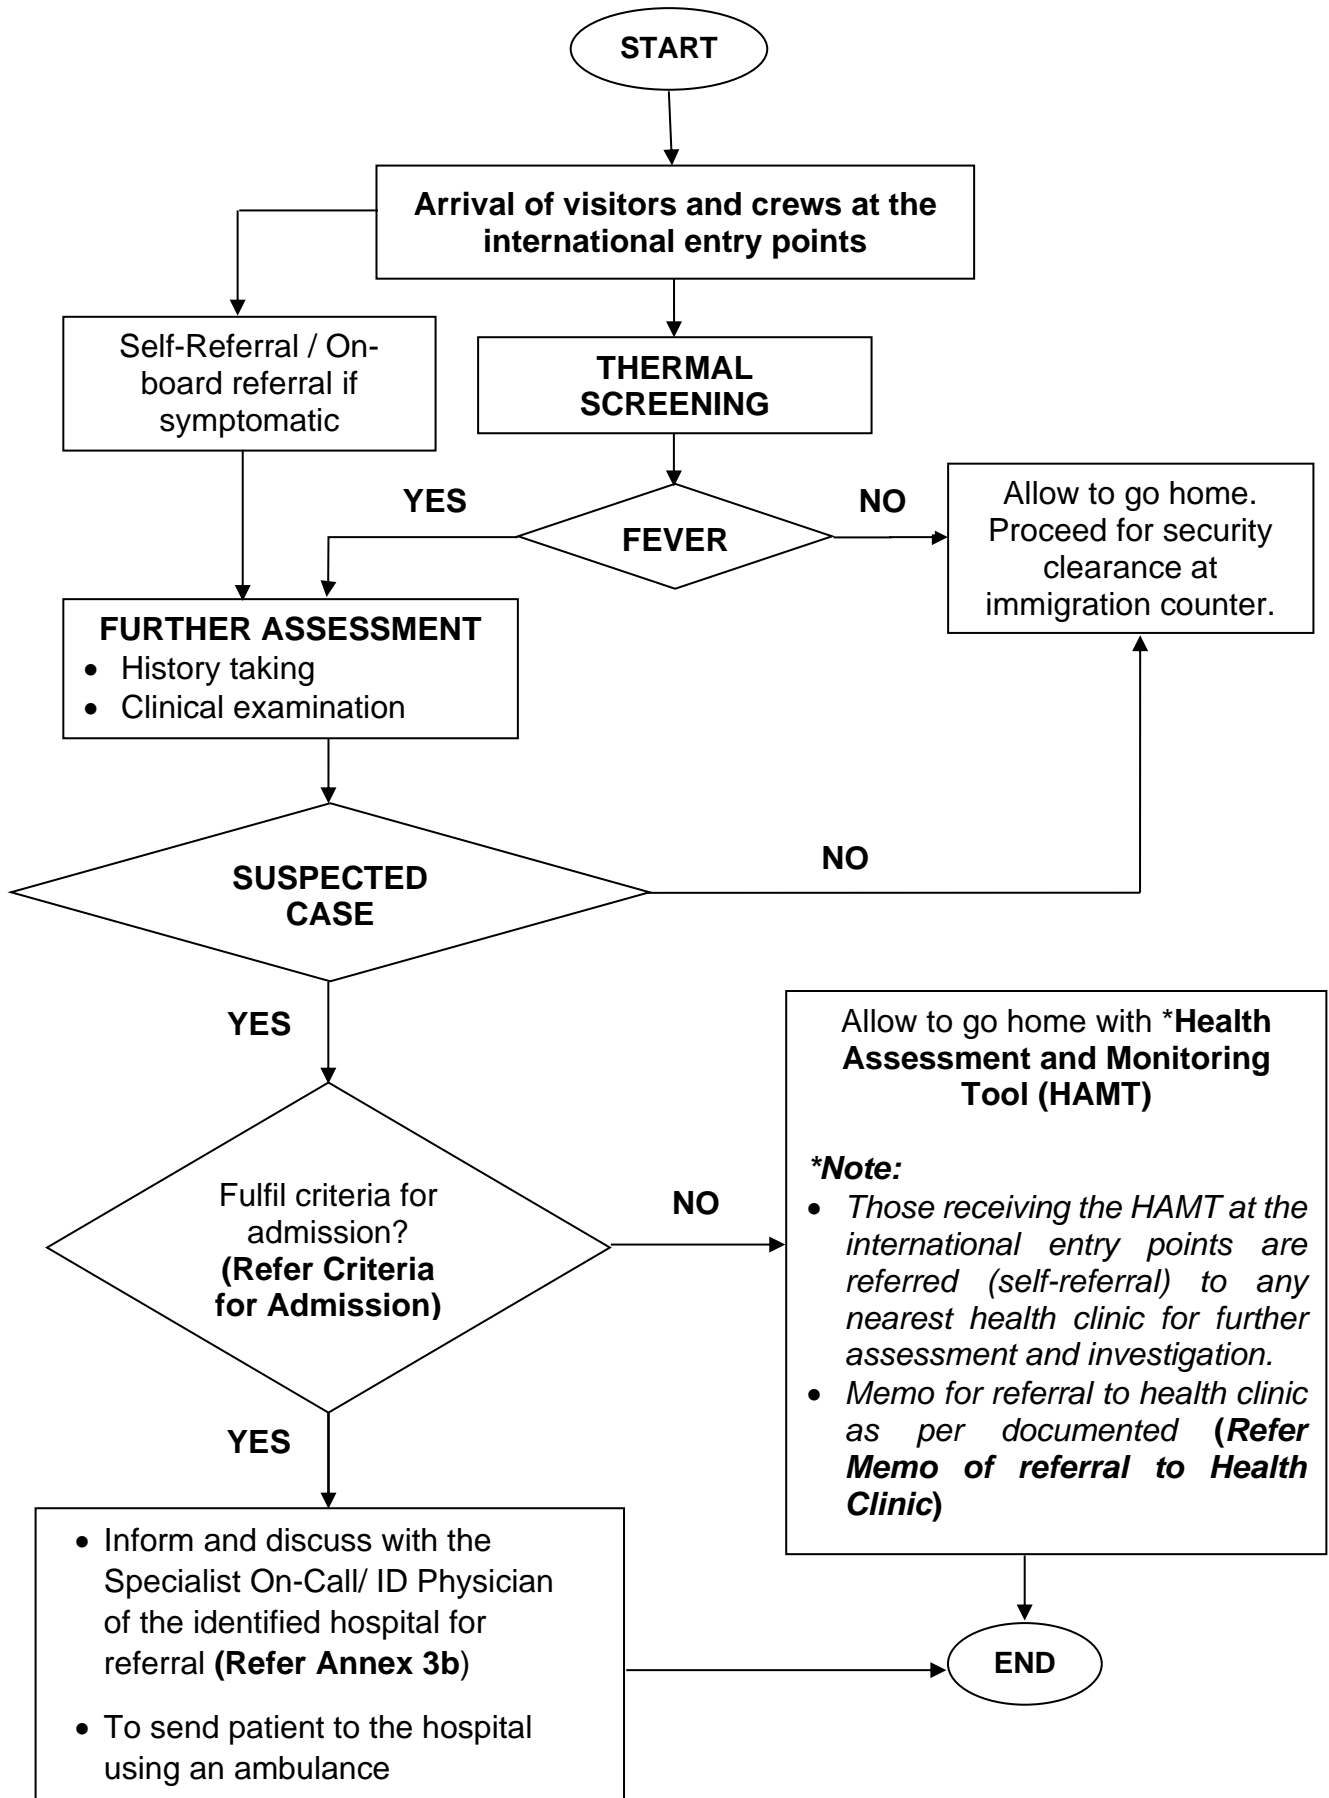 START
Arrival of visitors and crews at the
international entry points
Self-Referral / On-
board referral if
symptomatic
THERMAL
SCREENING
YES
FEVER
NO
Allow to go home.
Proceed for security
clearance at
immigration counter.
FURTHER ASSESSMENT
• History taking
• Clinical examination
SUSPECTED
CASE
NO
YES
Fulfil criteria for
admission?
(Refer Criteria
for Admission)
NO
Allow to go home with *Health
Assessment and Monitoring
Tool (HAMT)
*Note:
• Those receiving the HAMT at the
international entry points are
referred (self-referral) to any
nearest health clinic for further
assessment and investigation.
• Memo for referral to health clinic
as per documented (Refer
Memo of referral to Health
Clinic)
YES
• Inform and discuss with the
Specialist On-Call/ ID Physician
of the identified hospital for
referral (Refer Annex 3b)
• To send patient to the hospital
using an ambulance
END